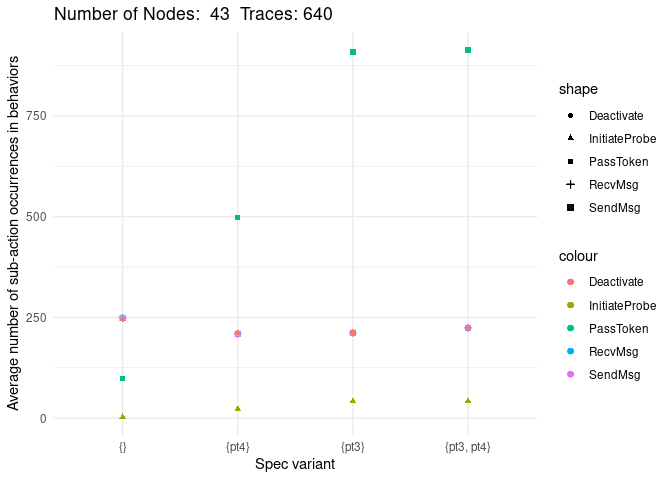 Number of Nodes:  43  Traces: 640
Average number of sub-action occurrences in behaviors
750
500
250
0
{}
{pt4}
{pt3}
{pt3, pt4}
Spec variant
shape
Deactivate
InitiateProbe
PassToken
RecvMsg
SendMsg
colour
Deactivate
InitiateProbe
PassToken
RecvMsg
SendMsg